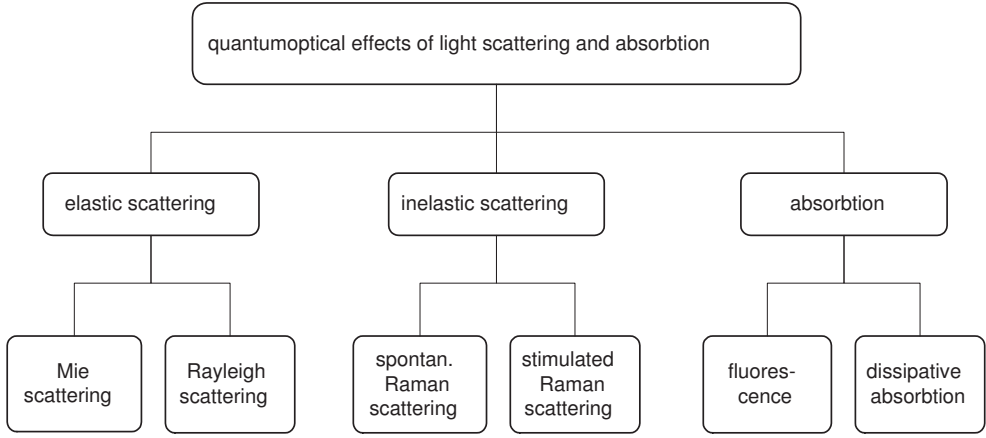 quantumoptical effects of light scattering and absorbtion
elastic scattering
inelastic scattering
absorbtion
Mie
scattering
Rayleigh
scattering
spontan.
Raman
scattering
stimulated
Raman
scattering
fluores-
cence
dissipative
absorbtion